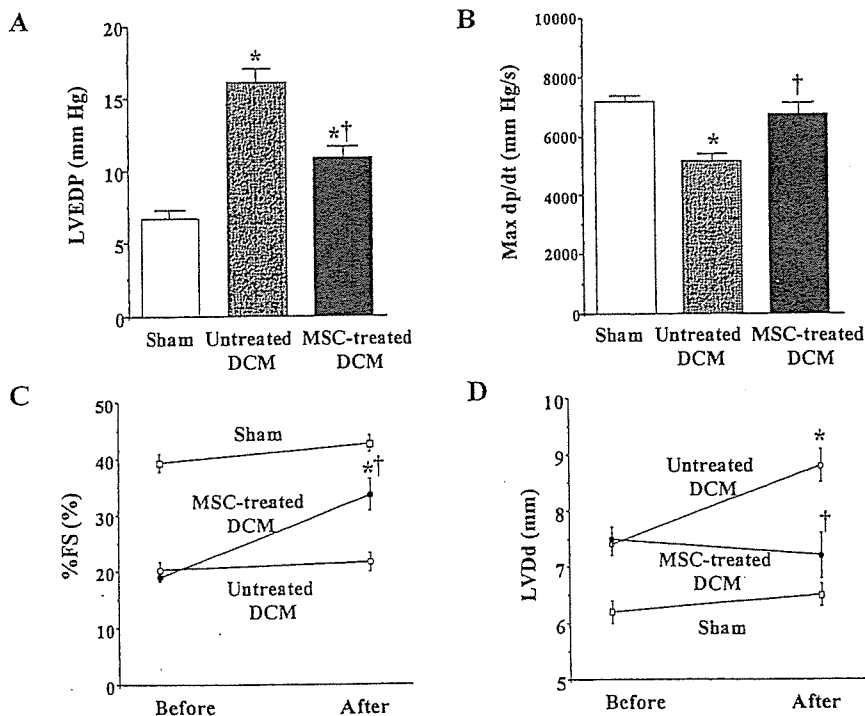 A
LVEDP (mm Hg)
20
15
10
5
0
*
*†
Sham Untreated DCM MSC-treated DCM
B
Max dp/dt (mm Hg/s)
10000
8000
6000
4000
2000
0
*
†
Sham Untreated DCM MSC-treated DCM
C
%FS (%)
50
40
30
20
10
0
Sham
*†
MSC-treated
DCM
Untreated
DCM
Before After
D
LVDd (mm)
10
9
8
7
6
5
*
Untreated
DCM
†
MSC-treated
DCM
Sham
Before After